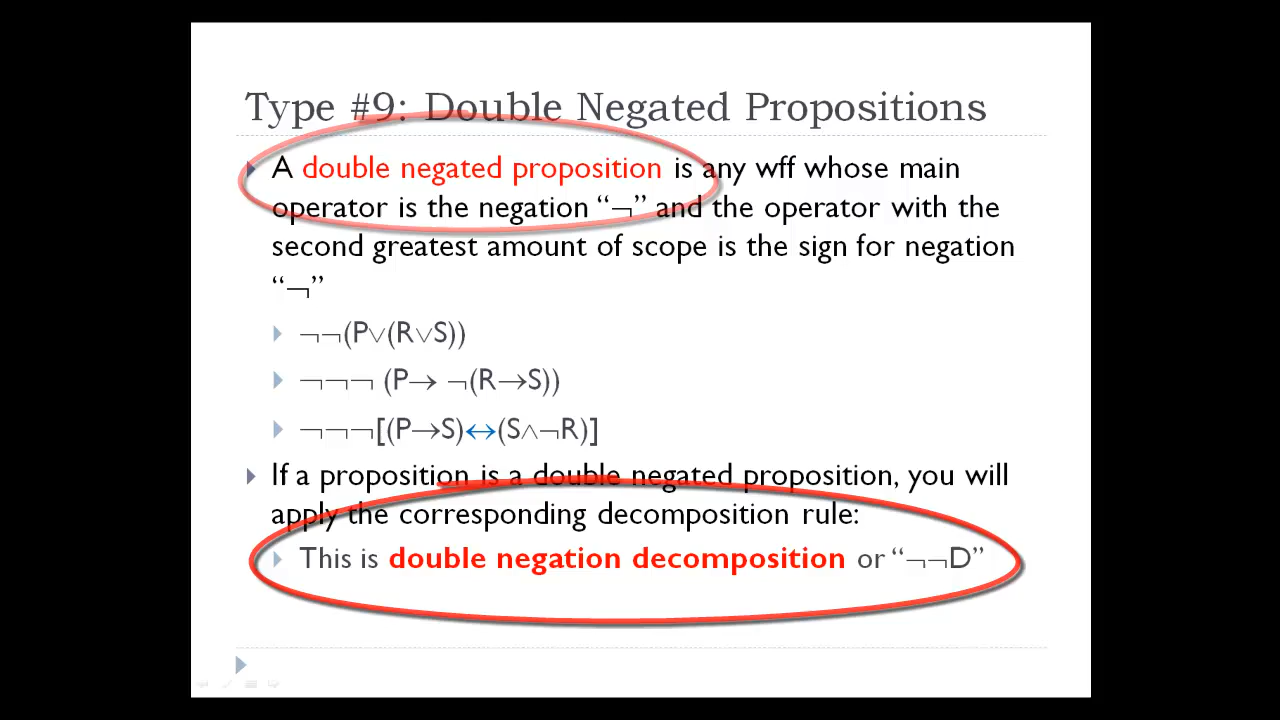 Type #9: Double Negated Propositions
A double negated proposition is any wff whose main
operator is the negation “¬” and the operator with the
second greatest amount of scope is the sign for negation
“¬”
¬¬(P∨(R∨S))
¬¬¬ (P→ ¬(R→S))
¬¬¬[(P→S)↔(S∧¬R)]
If a proposition is a double negated proposition, you will
apply the corresponding decomposition rule:
This is double negation decomposition or “¬¬D”